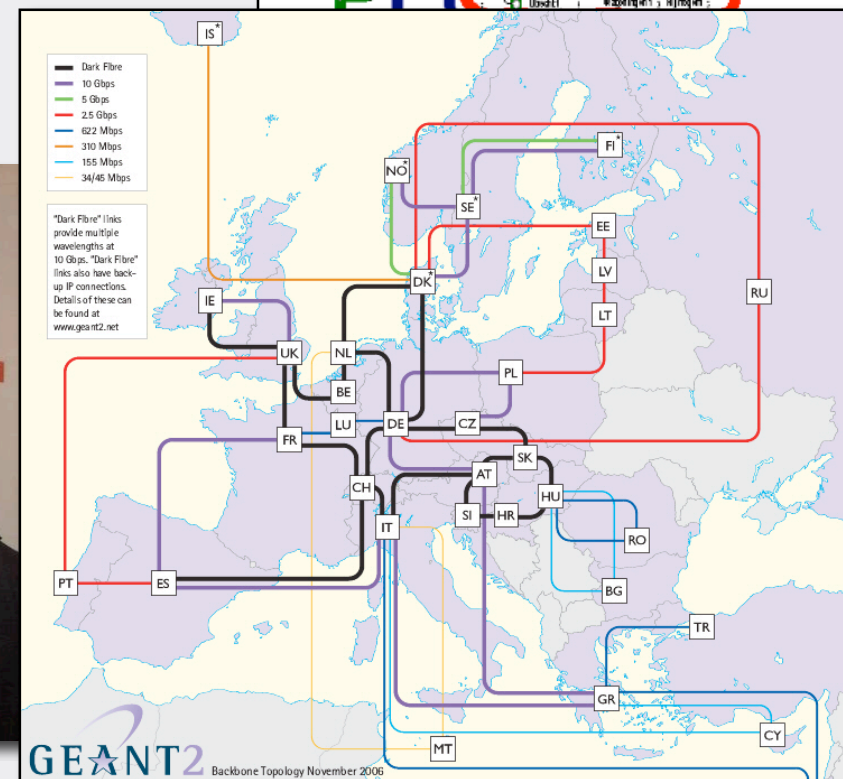 IS*
Dark Fibre
10 Gbps
5 Gbps
2.5 Gbps
622 Mbps
310 Mbps
155 Mbps
34/45 Mbps
"Dark Fibre" links
provide multiple
wavelengths at
10 Gbps. "Dark Fibre"
links also have back-
up IP connections.
Details of these can
be found at
www.geant2.net
NO*
FI*
SE*
EE
DK*
LV
RU
IE
LT
UK
NL
PL
BE
LU
DE
CZ
FR
SK
AT
CH
HU
SI
HR
IT
RO
PT
ES
BG
TR
GR
CY
MT
GEANT2 Backbone Topology November 2006